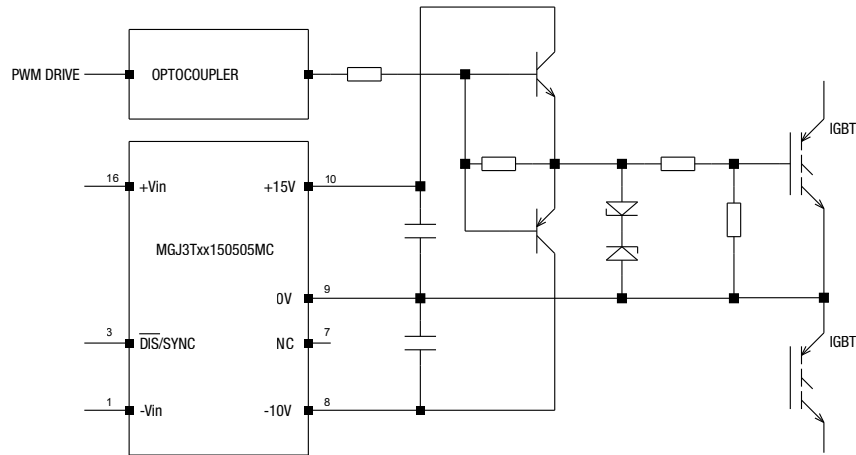 PWM DRIVE
OPTOCOUPLER
IGBT
16
+Vin
+15V
10
MGJ3Txx150505MC
0V
9
3
DIS/SYNC
NC
7
IGBT
1
-Vin
-10V
8